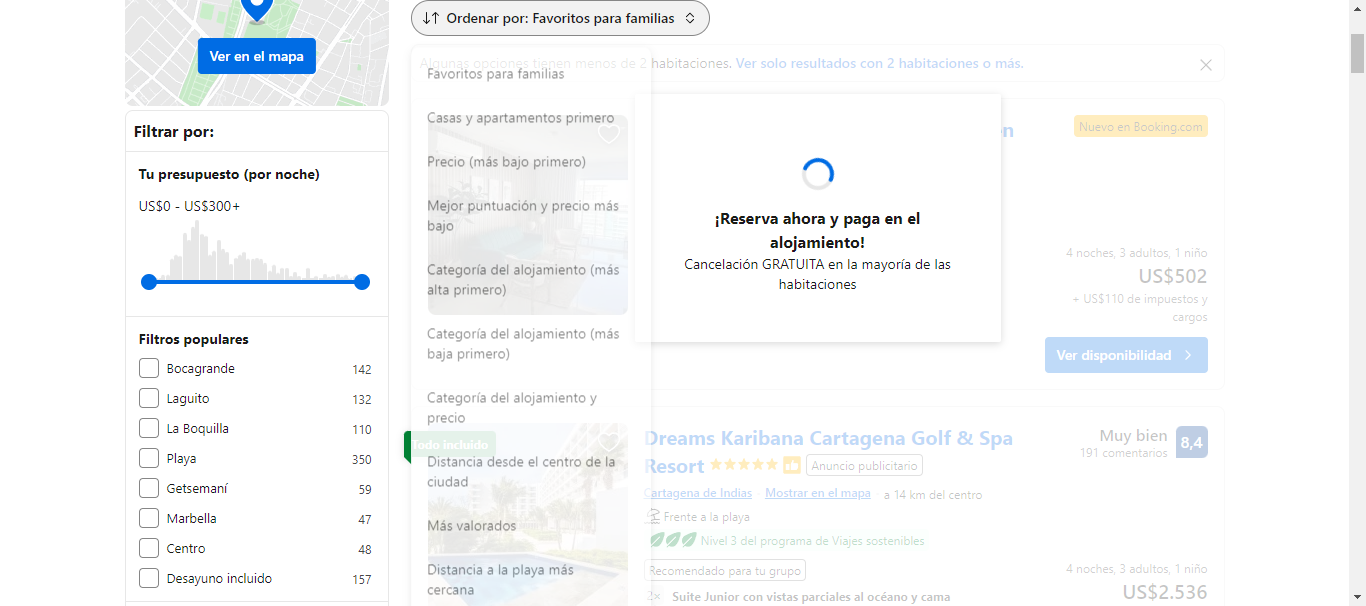 Ver en el mapa
Filtrar por:
Tu presupuesto (por noche)
US$0 - US$300+
Filtros populares
Bocagrande 142
Laguito 132
La Boquilla 110
Playa 350
Getsemaní 59
Marbella 47
Centro 48
Desayuno incluido 157
Ordenar por: Favoritos para familias
Algunas opciones tienen menos de 2 habitaciones. Ver solo resultados con 2 habitaciones o más.
Favoritos para familias
Casas y apartamentos primero
Precio (más bajo primero)
Mejor puntuación y precio más
bajo
Categoría del alojamiento (más
alta primero)
Categoría del alojamiento (más
baja primero)
Categoría del alojamiento y
precio
Distancia desde el centro de la
ciudad
Más valorados
Distancia a la playa más
cercana
¡Reserva ahora y paga en el
alojamiento!
Cancelación GRATUITA en la mayoría de las
habitaciones
en
Nuevo en Booking.com
4 noches, 3 adultos, 1 niño
US$502
+ US$110 de impuestos y
cargos
Ver disponibilidad
Todo incluido
Dreams Karibana Cartagena Golf & Spa
Resort
Anuncio publicitario
Muy bien
191 comentarios
8,4
Cartagena de Indias Mostrar en el mapa a 14 km del centro
Frente a la playa
Nivel 3 del programa de Viajes sostenibles
Recomendado para tu grupo
2× Suite Junior con vistas parciales al océano y cama
4 noches, 3 adultos, 1 niño
US$2.536